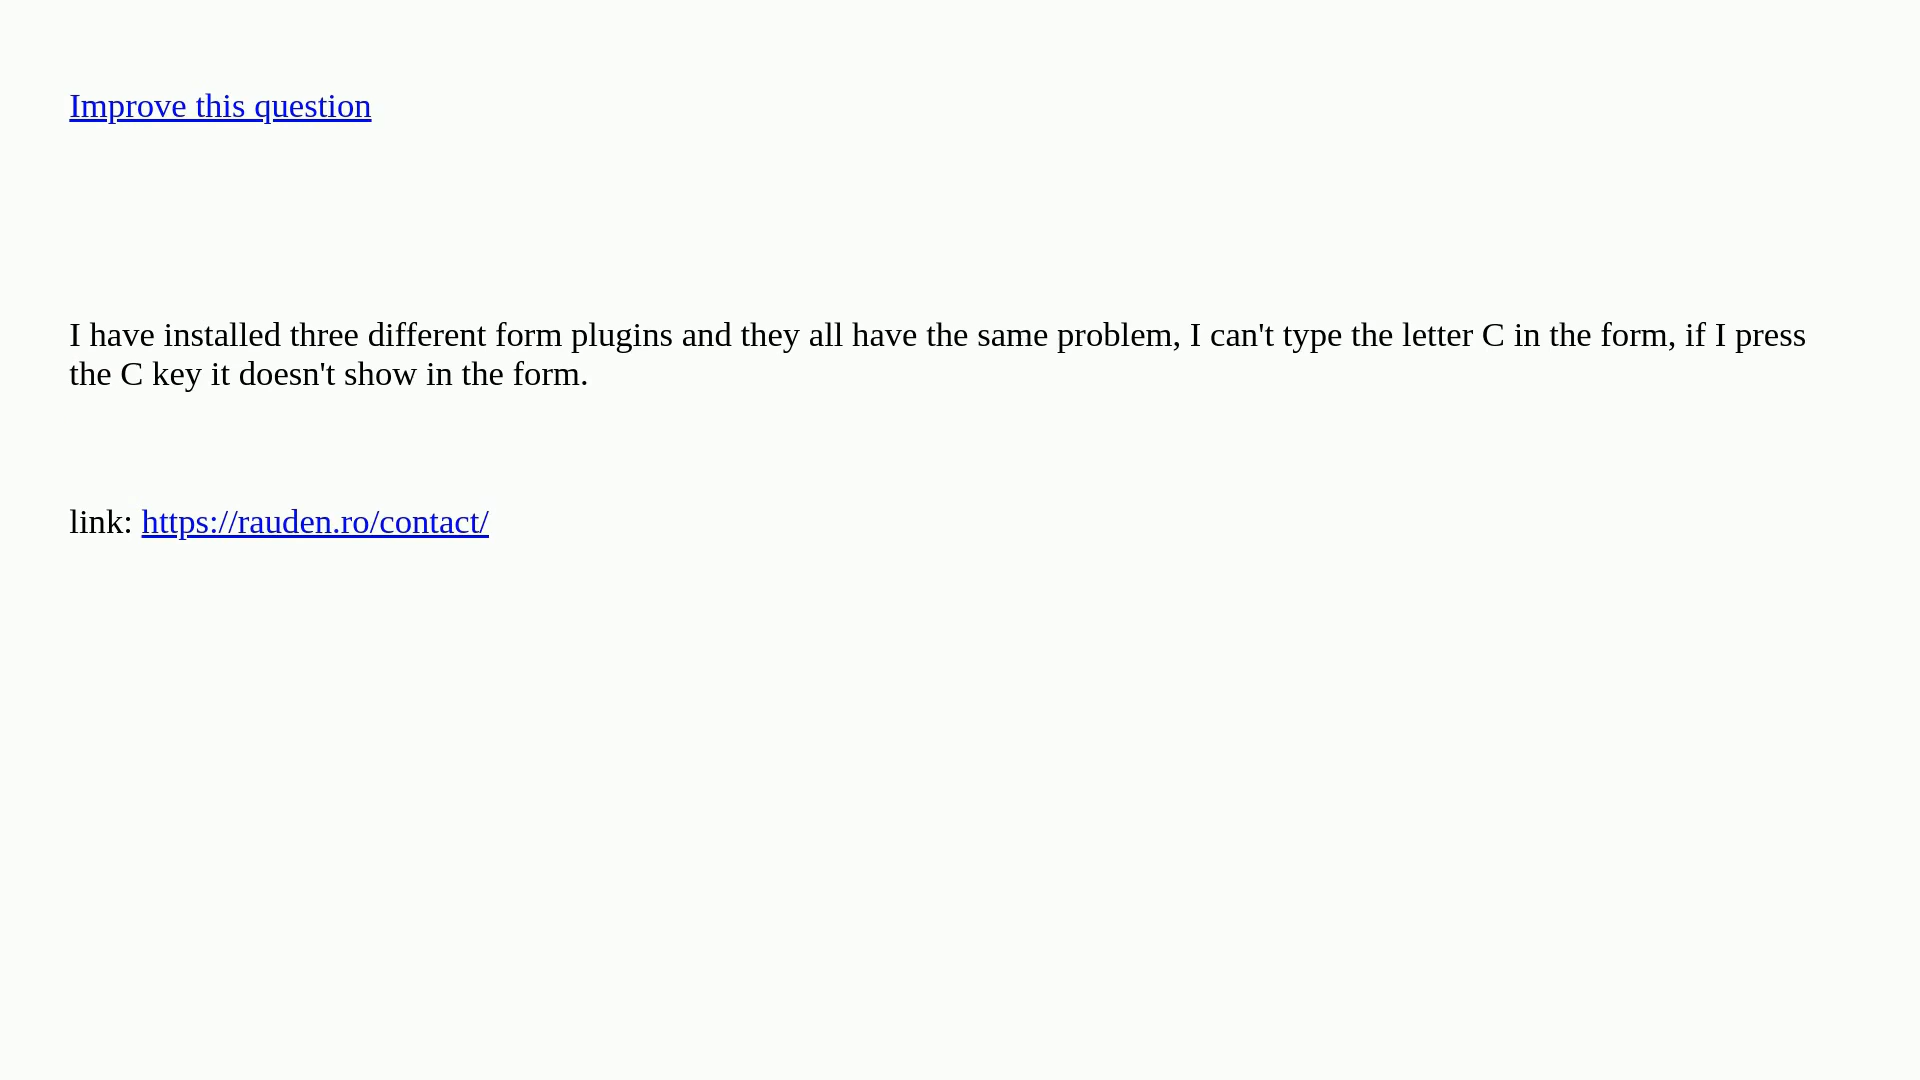 Improve this question
I have installed three different form plugins and they all have the same problem, I can't type the letter C in the form, if I press
the C key it doesn't show in the form.
link: https://rauden.ro/contact/